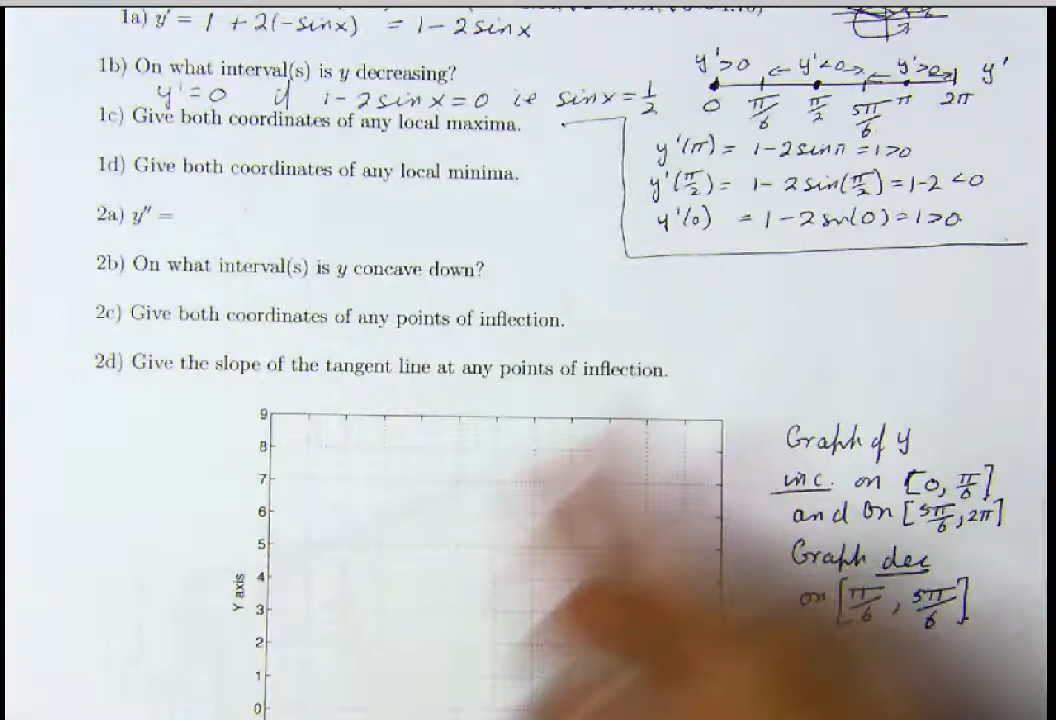 1a) y' = 1 + 2(-sinx) = 1 - 2 sinx
1b) On what interval(s) is y decreasing?
y' = 0 if 1 - 2 sin x = 0 ie sin x = 1/2
y'>0 ← y'<0 → ← y'>0 → y'
0 π/6 π/2 5π/6 π 2π
1c) Give both coordinates of any local maxima.
y'(π) = 1 - 2 sin π = 1 > 0
1d) Give both coordinates of any local minima.
y'(π/2) = 1 - 2 sin(π/2) = 1 - 2 < 0
2a) y'' =
y'(0) = 1 - 2 sin(0) = 1 > 0
2b) On what interval(s) is y concave down?
2c) Give both coordinates of any points of inflection.
2d) Give the slope of the tangent line at any points of inflection.
9
8
7
6
5
4
3
2
1
0
Y axis
Graph of y
inc. on [0, π/6]
and on [5π/6, 2π]
Graph dec
on [π/6, 5π/6]